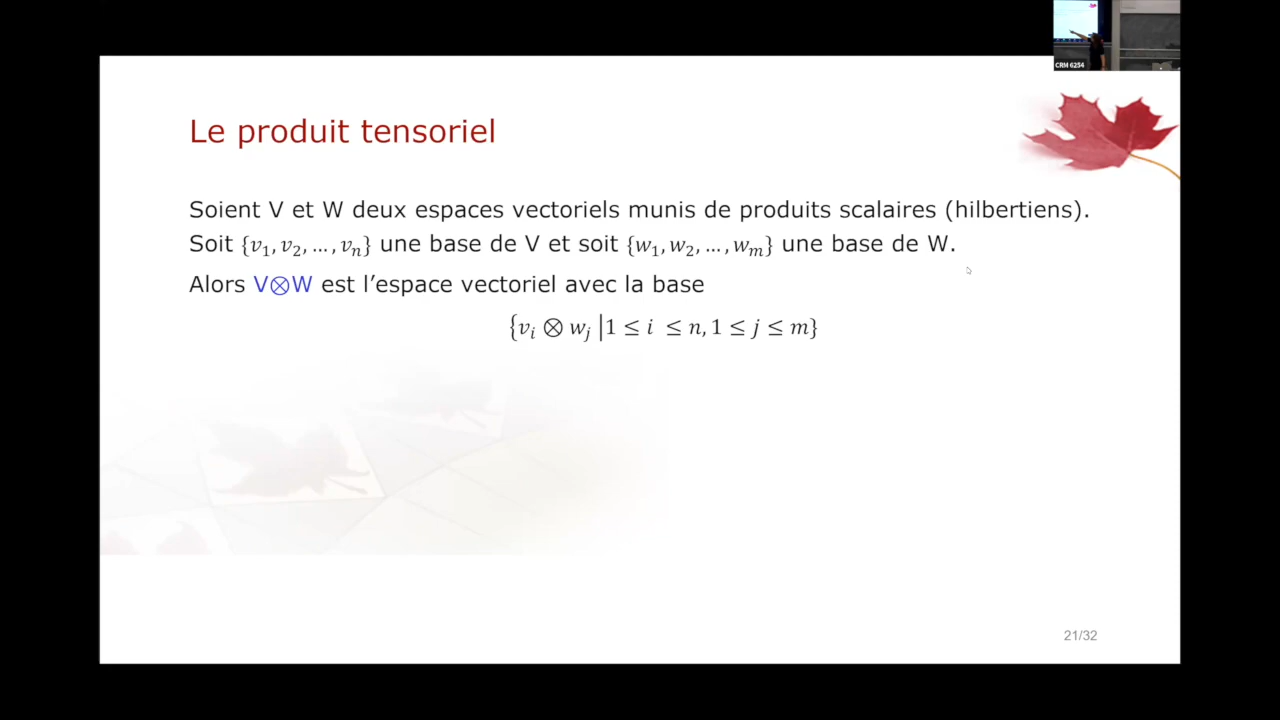 CRM 6254
Le produit tensoriel
Soient V et W deux espaces vectoriels munis de produits scalaires (hilbertiens).
Soit {v₁, v₂, …, vₙ} une base de V et soit {w₁, w₂, …, wₘ} une base de W.
Alors V⊗W est l’espace vectoriel avec la base
{vᵢ ⊗ wⱼ |1 ≤ i ≤ n, 1 ≤ j ≤ m}
21/32